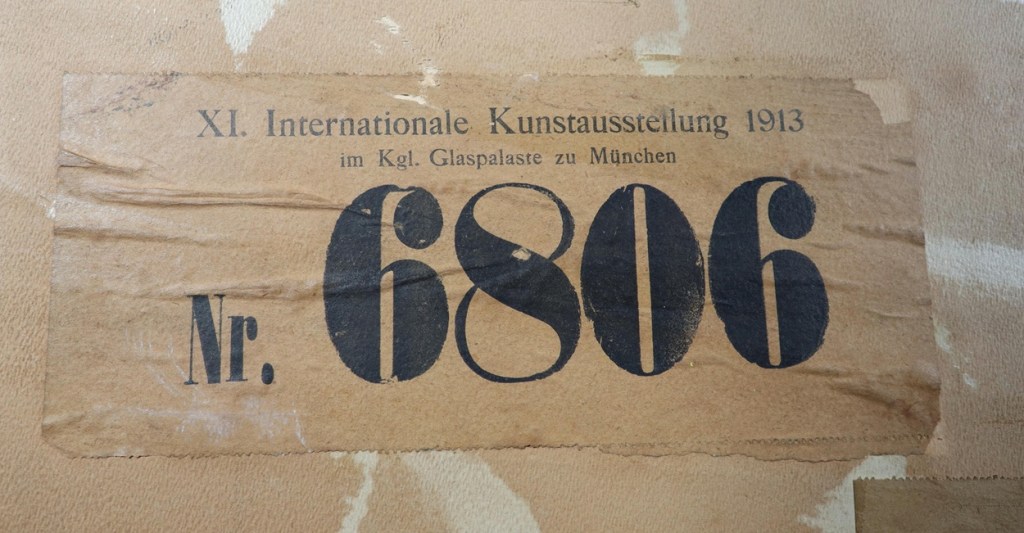 XI. Internationale Kunstausstellung 1913
im Kgl. Glaspalaste zu München
Nr. 6806